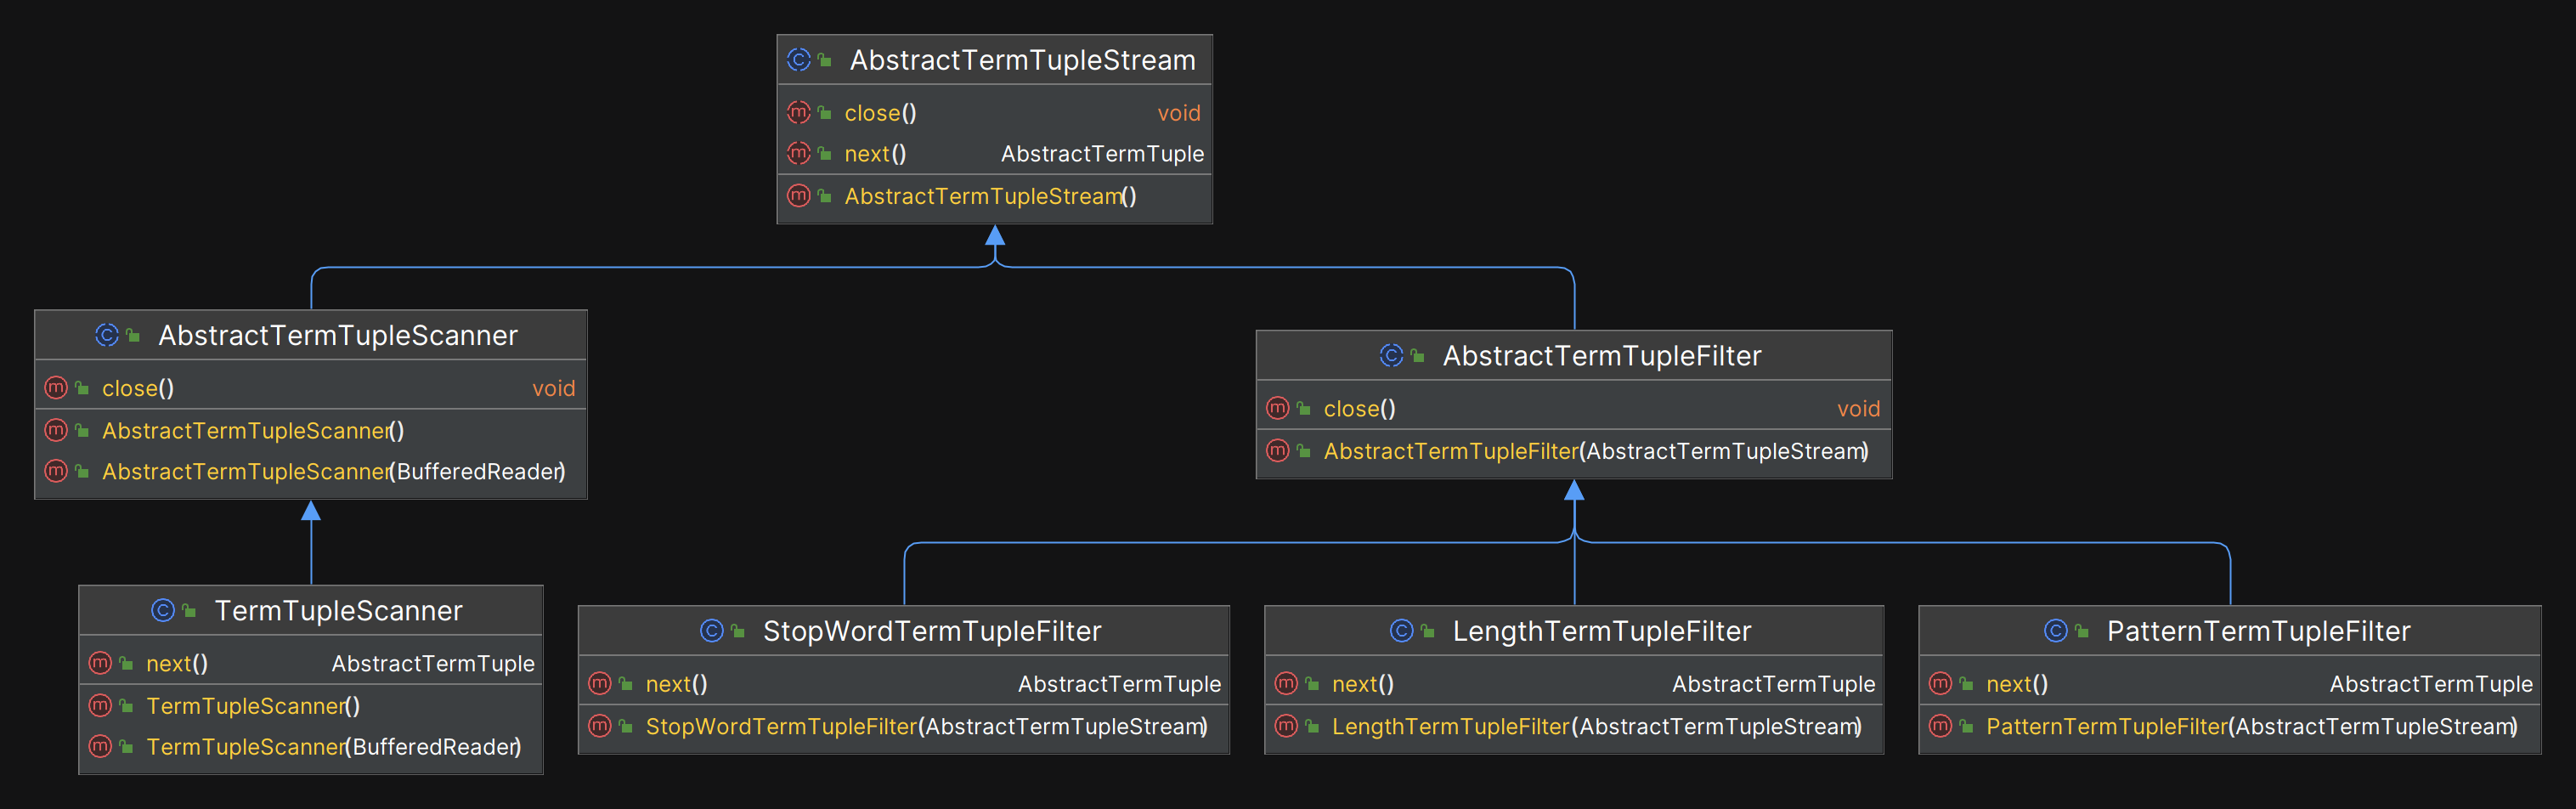 AbstractTermTupleStream
close() void
next() AbstractTermTuple
AbstractTermTupleStream()
AbstractTermTupleScanner
close() void
AbstractTermTupleScanner()
AbstractTermTupleScanner(BufferedReader)
AbstractTermTupleFilter
close() void
AbstractTermTupleFilter(AbstractTermTupleStream)
TermTupleScanner
next() AbstractTermTuple
TermTupleScanner()
TermTupleScanner(BufferedReader)
StopWordTermTupleFilter
next() AbstractTermTuple
StopWordTermTupleFilter(AbstractTermTupleStream)
LengthTermTupleFilter
next() AbstractTermTuple
LengthTermTupleFilter(AbstractTermTupleStream)
PatternTermTupleFilter
next() AbstractTermTuple
PatternTermTupleFilter(AbstractTermTupleStream)